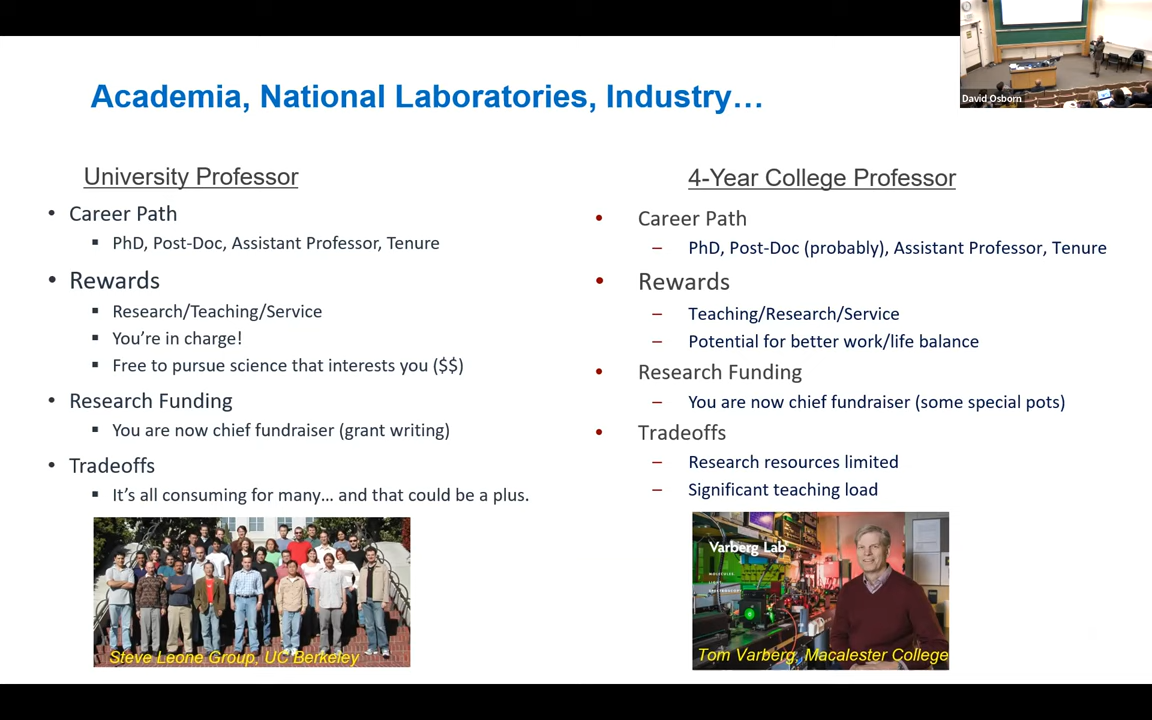 Academia, National Laboratories, Industry…
David Osborn
University Professor
• Career Path
▪ PhD, Post-Doc, Assistant Professor, Tenure
• Rewards
▪ Research/Teaching/Service
▪ You're in charge!
▪ Free to pursue science that interests you ($$)
• Research Funding
▪ You are now chief fundraiser (grant writing)
• Tradeoffs
▪ It's all consuming for many… and that could be a plus.
Steve Leone Group, UC Berkeley
4-Year College Professor
• Career Path
– PhD, Post-Doc (probably), Assistant Professor, Tenure
• Rewards
– Teaching/Research/Service
– Potential for better work/life balance
• Research Funding
– You are now chief fundraiser (some special pots)
• Tradeoffs
– Research resources limited
– Significant teaching load
Varberg Lab
Tom Varberg, Macalester College